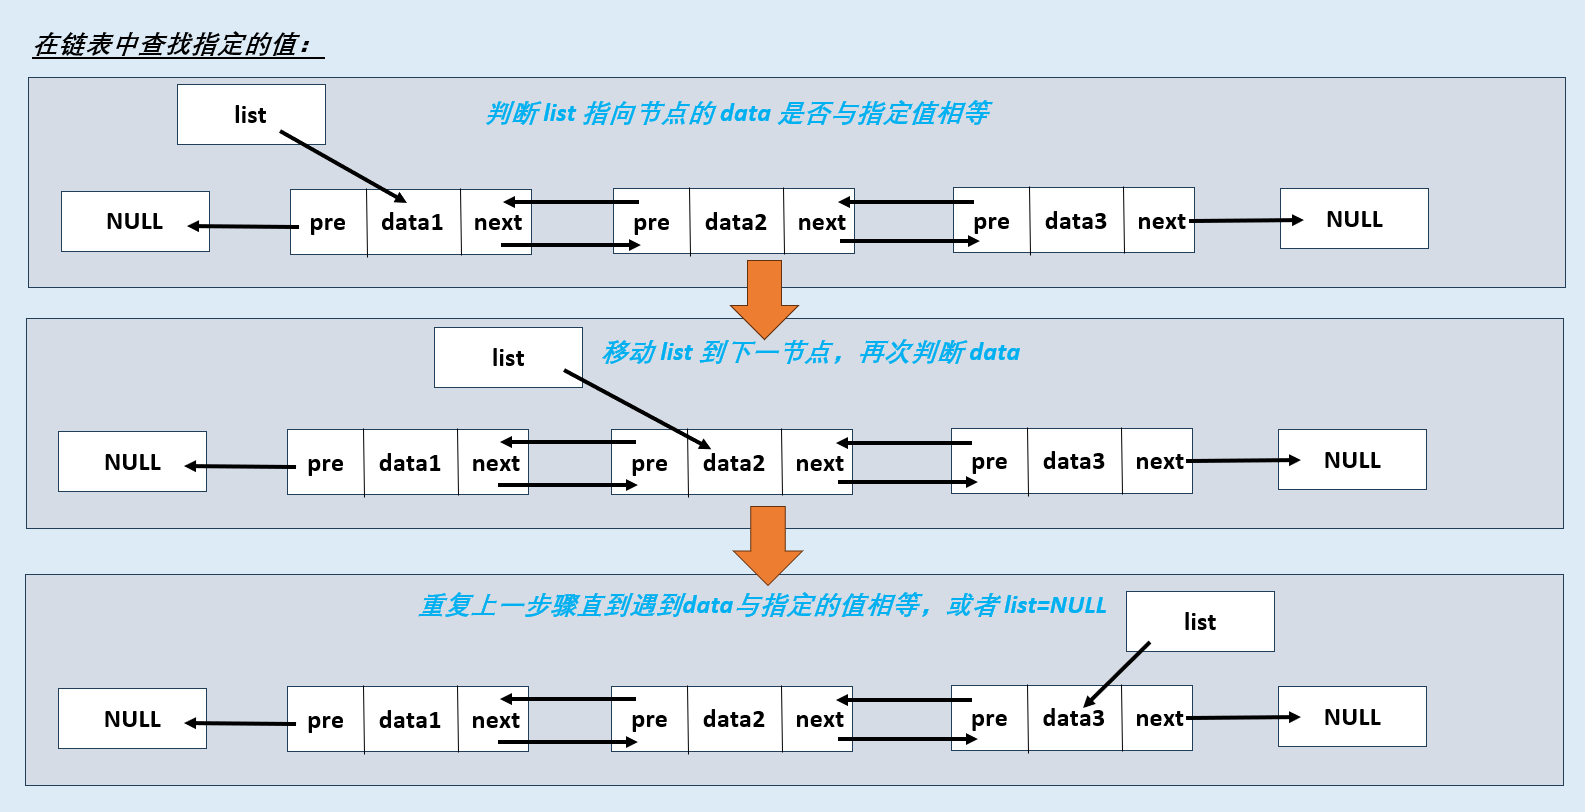 在链表中查找指定的值：
list
判断 list 指向节点的 data 是否与指定值相等
NULL pre data1 next pre data2 next pre data3 next NULL
list
移动 list 到下一节点，再次判断 data
NULL pre data1 next pre data2 next pre data3 next NULL
重复上一步骤直到遇到data与指定的值相等，或者 list=NULL
list
NULL pre data1 next pre data2 next pre data3 next NULL